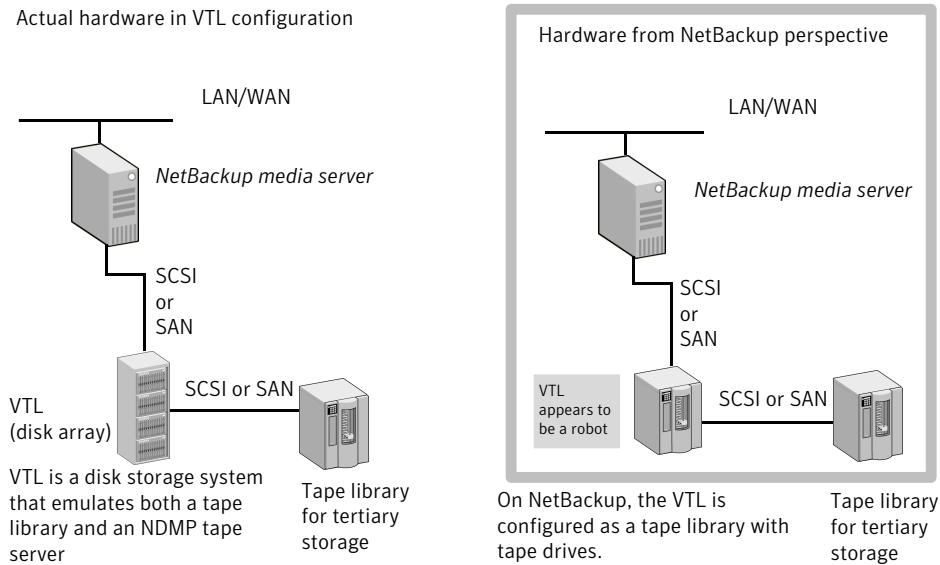 Actual hardware in VTL configuration
LAN/WAN
NetBackup media server
SCSI
or
SAN
SCSI or SAN
VTL
(disk array)
VTL is a disk storage system
that emulates both a tape
library and an NDMP tape
server
Tape library
for tertiary
storage
Hardware from NetBackup perspective
LAN/WAN
NetBackup media server
SCSI
or
SAN
VTL
appears to
be a robot
SCSI or SAN
On NetBackup, the VTL is
configured as a tape library with
tape drives.
Tape library
for tertiary
storage